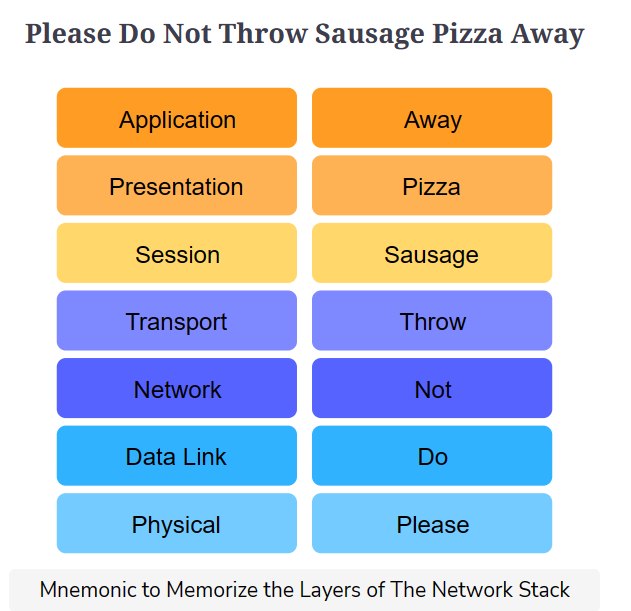 Please Do Not Throw Sausage Pizza Away
Application Away
Presentation Pizza
Session Sausage
Transport Throw
Network Not
Data Link Do
Physical Please
Mnemonic to Memorize the Layers of The Network Stack